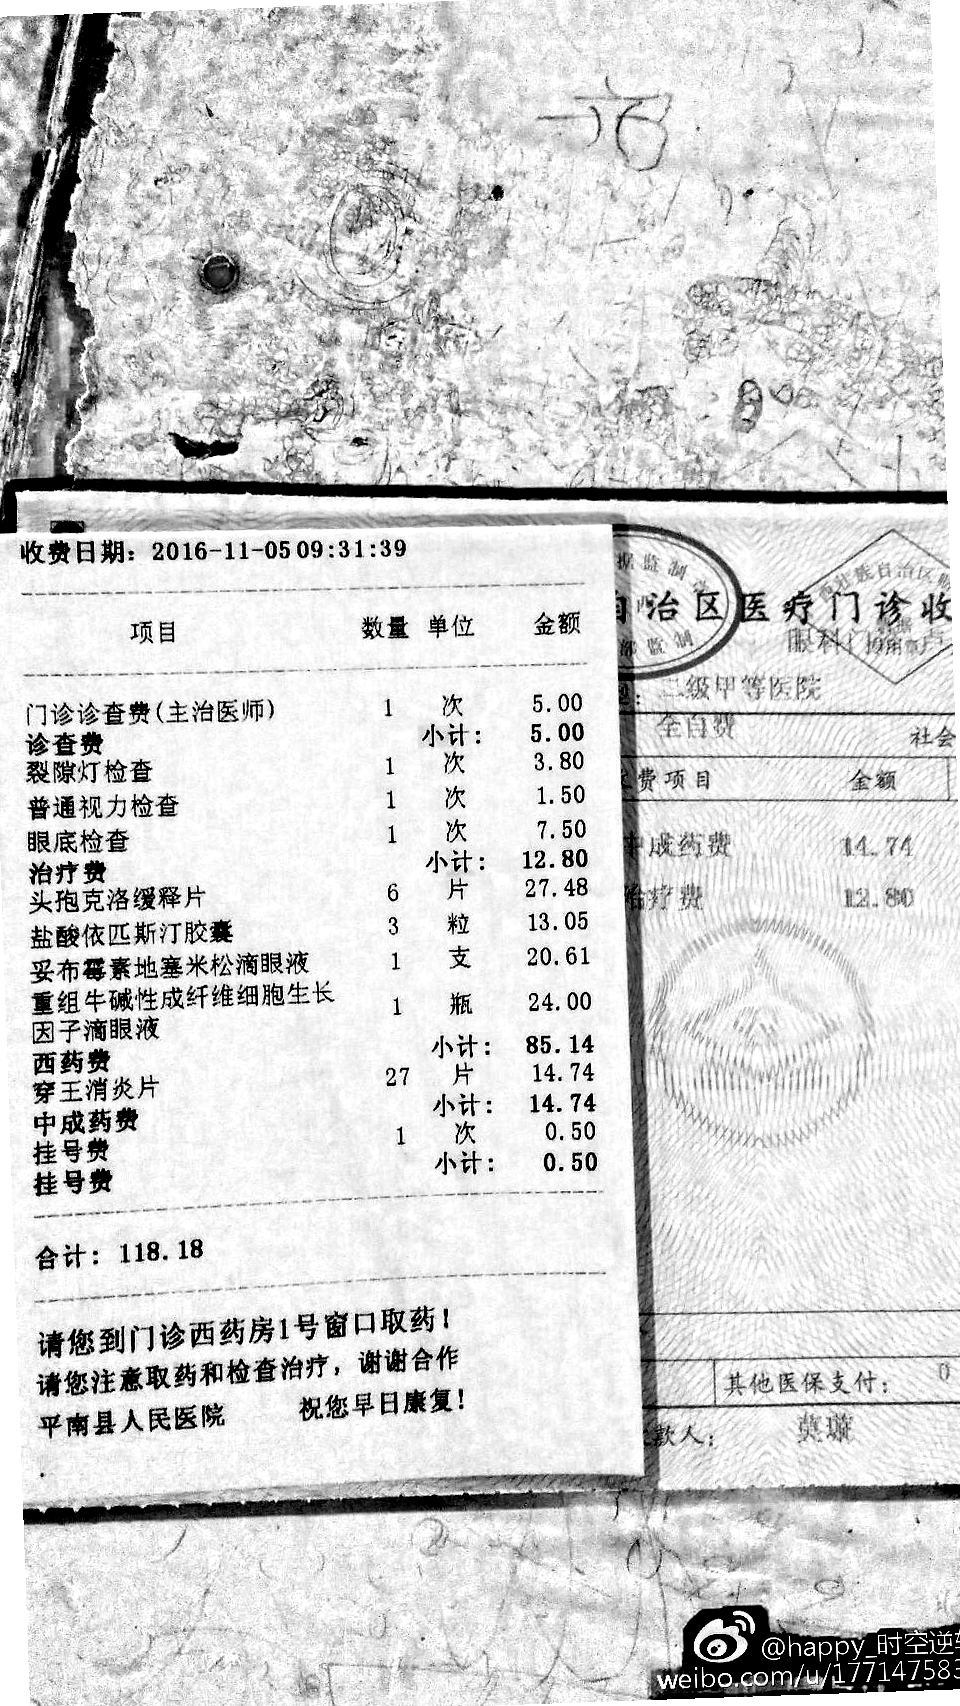 收费日期：2016-11-05 09:31:39
项目 数量 单位 金额
门诊诊查费(主治医师) 1 次 5.00
诊查费 小计： 5.00
裂隙灯检查 1 次 3.80
普通视力检查 1 次 1.50
眼底检查 1 次 7.50
治疗费 小计： 12.80
头孢克洛缓释片 6 片 27.48
盐酸依匹斯汀胶囊 3 粒 13.05
妥布霉素地塞米松滴眼液 1 支 20.61
重组牛碱性成纤维细胞生长 1 瓶 24.00
因子滴眼液
西药费 小计： 85.14
穿王消炎片 27 片 14.74
中成药费 小计： 14.74
挂号费 1 次 0.50
挂号费 小计： 0.50
合计：118.18
请您到门诊西药房1号窗口取药！
请您注意取药和检查治疗，谢谢合作
平南县人民医院 祝您早日康复！
自治区医疗门诊收
眼科门诊
二级甲等医院
全自费
社会
费项目 金额
中成药费 14.74
治疗费 12.80
其他医保支付： 0
款人： 莫璇
@happy_时空逆转
weibo.com/u/177147583